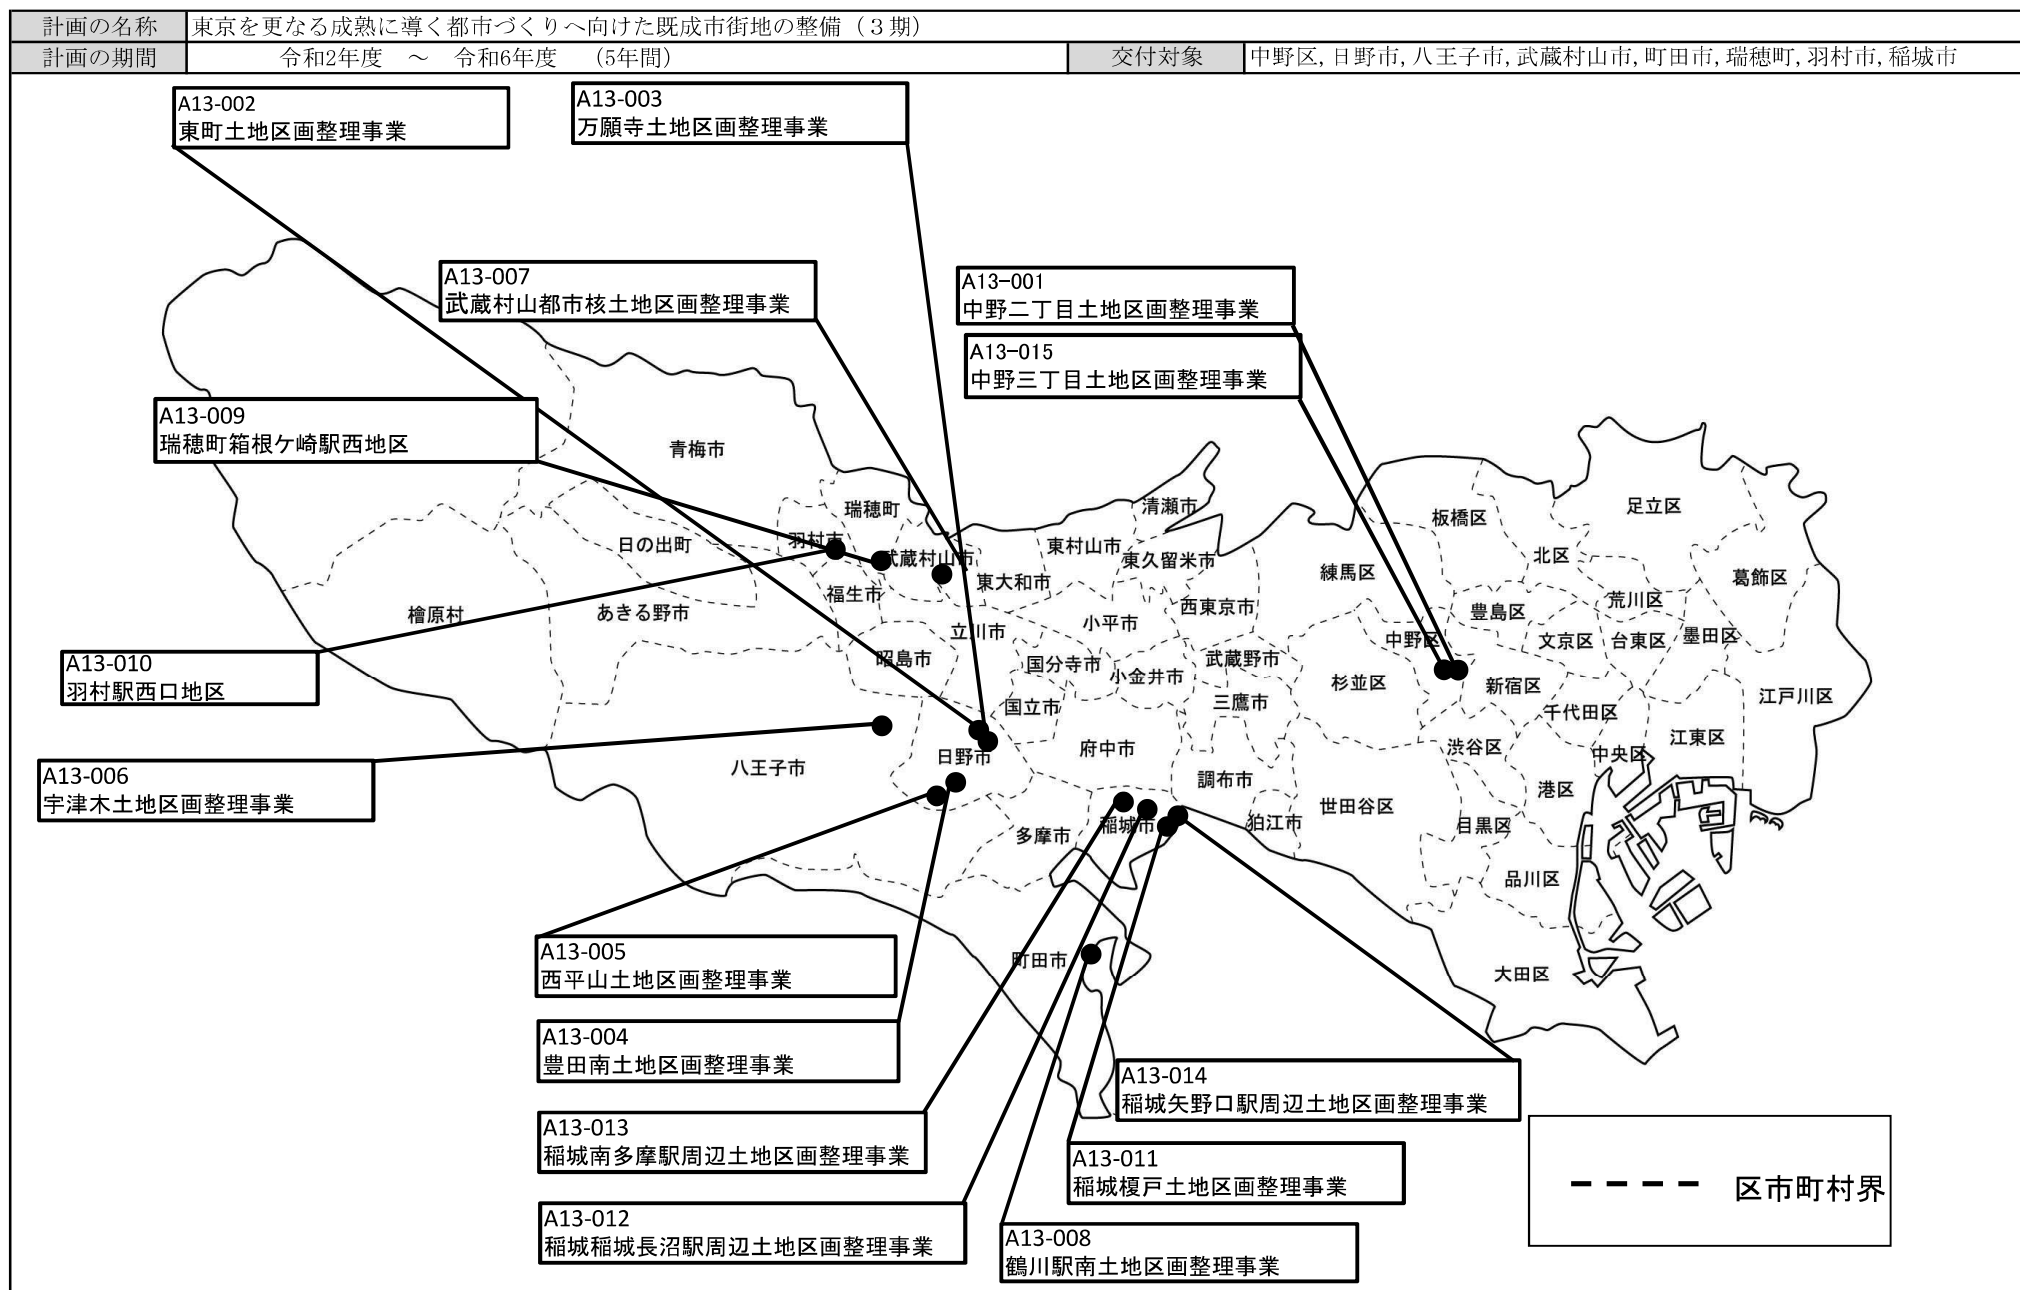 計画の名称 東京を更なる成熟に導く都市づくりへ向けた既成市街地の整備（３期）
計画の期間 令和2年度 ～ 令和6年度 （5年間） 交付対象 中野区, 日野市, 八王子市, 武蔵村山市, 町田市, 瑞穂町, 羽村市, 稲城市
A13-002
東町土地区画整理事業
A13-003
万願寺土地区画整理事業
A13-007
武蔵村山都市核土地区画整理事業
A13-001
中野二丁目土地区画整理事業
A13-015
中野三丁目土地区画整理事業
A13-009
瑞穂町箱根ケ崎駅西地区
青梅市
瑞穂町
清瀬市
板橋区
足立区
羽村市
日の出町
武蔵村山市
東村山市
東久留米市
練馬区
北区
葛飾区
東大和市
福生市
西東京市
荒川区
豊島区
檜原村
あきる野市
立川市
小平市
中野区
文京区
台東区
墨田区
昭島市
国分寺市
小金井市
武蔵野市
杉並区
新宿区
江戸川区
A13-010
羽村駅西口地区
国立市
三鷹市
千代田区
日野市
府中市
渋谷区
中央区
江東区
八王子市
調布市
港区
A13-006
宇津木土地区画整理事業
世田谷区
多摩市
稲城市
狛江市
目黒区
品川区
町田市
大田区
A13-005
西平山土地区画整理事業
A13-004
豊田南土地区画整理事業
A13-014
稲城矢野口駅周辺土地区画整理事業
A13-013
稲城南多摩駅周辺土地区画整理事業
A13-011
稲城榎戸土地区画整理事業
A13-012
稲城稲城長沼駅周辺土地区画整理事業
A13-008
鶴川駅南土地区画整理事業
区市町村界